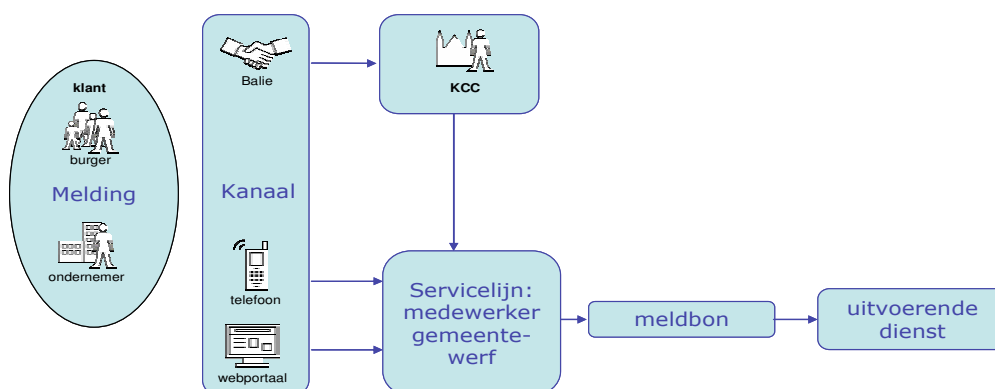 klant
burger
Melding
ondernemer
Balie
Kanaal
telefoon
webportaal
KCC
Servicelijn:
medewerker
gemeente-
werf
meldbon
uitvoerende
dienst